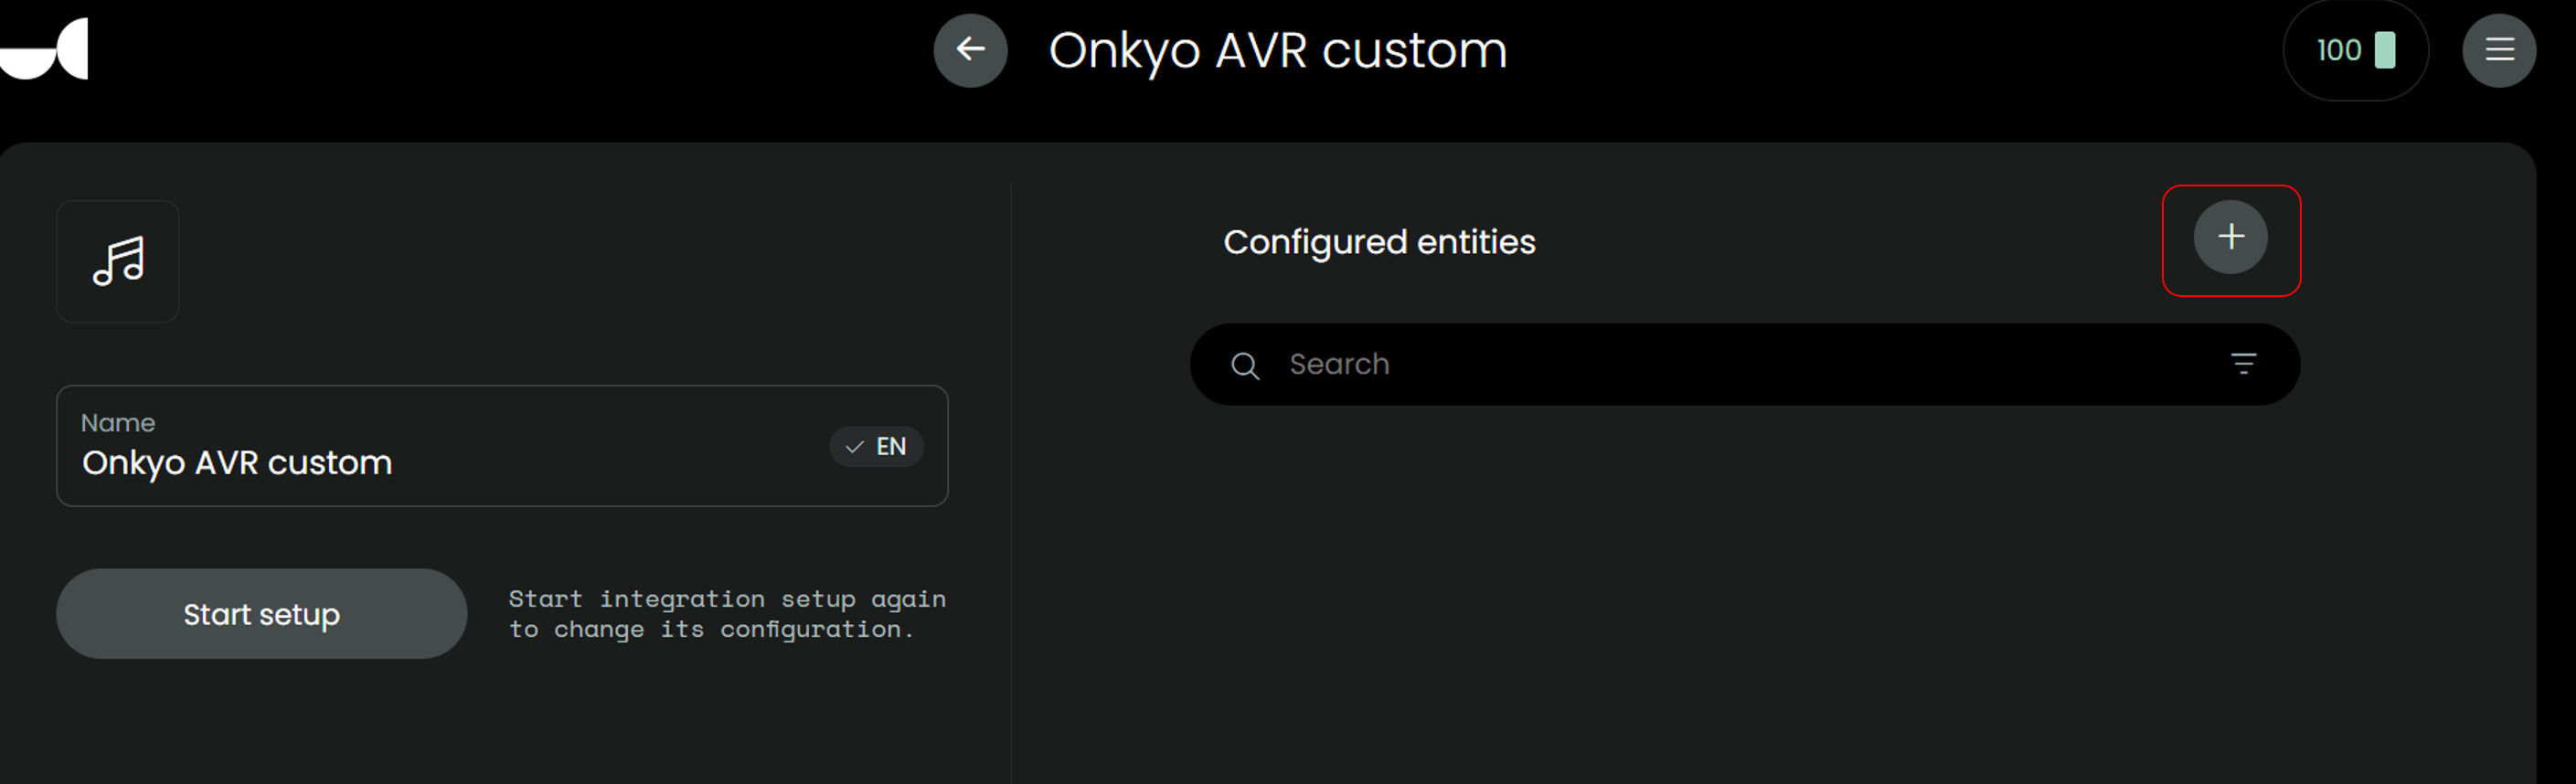 Onkyo AVR custom
100
Configured entities
Search
Name
Onkyo AVR custom
EN
Start setup
Start integration setup again
to change its configuration.